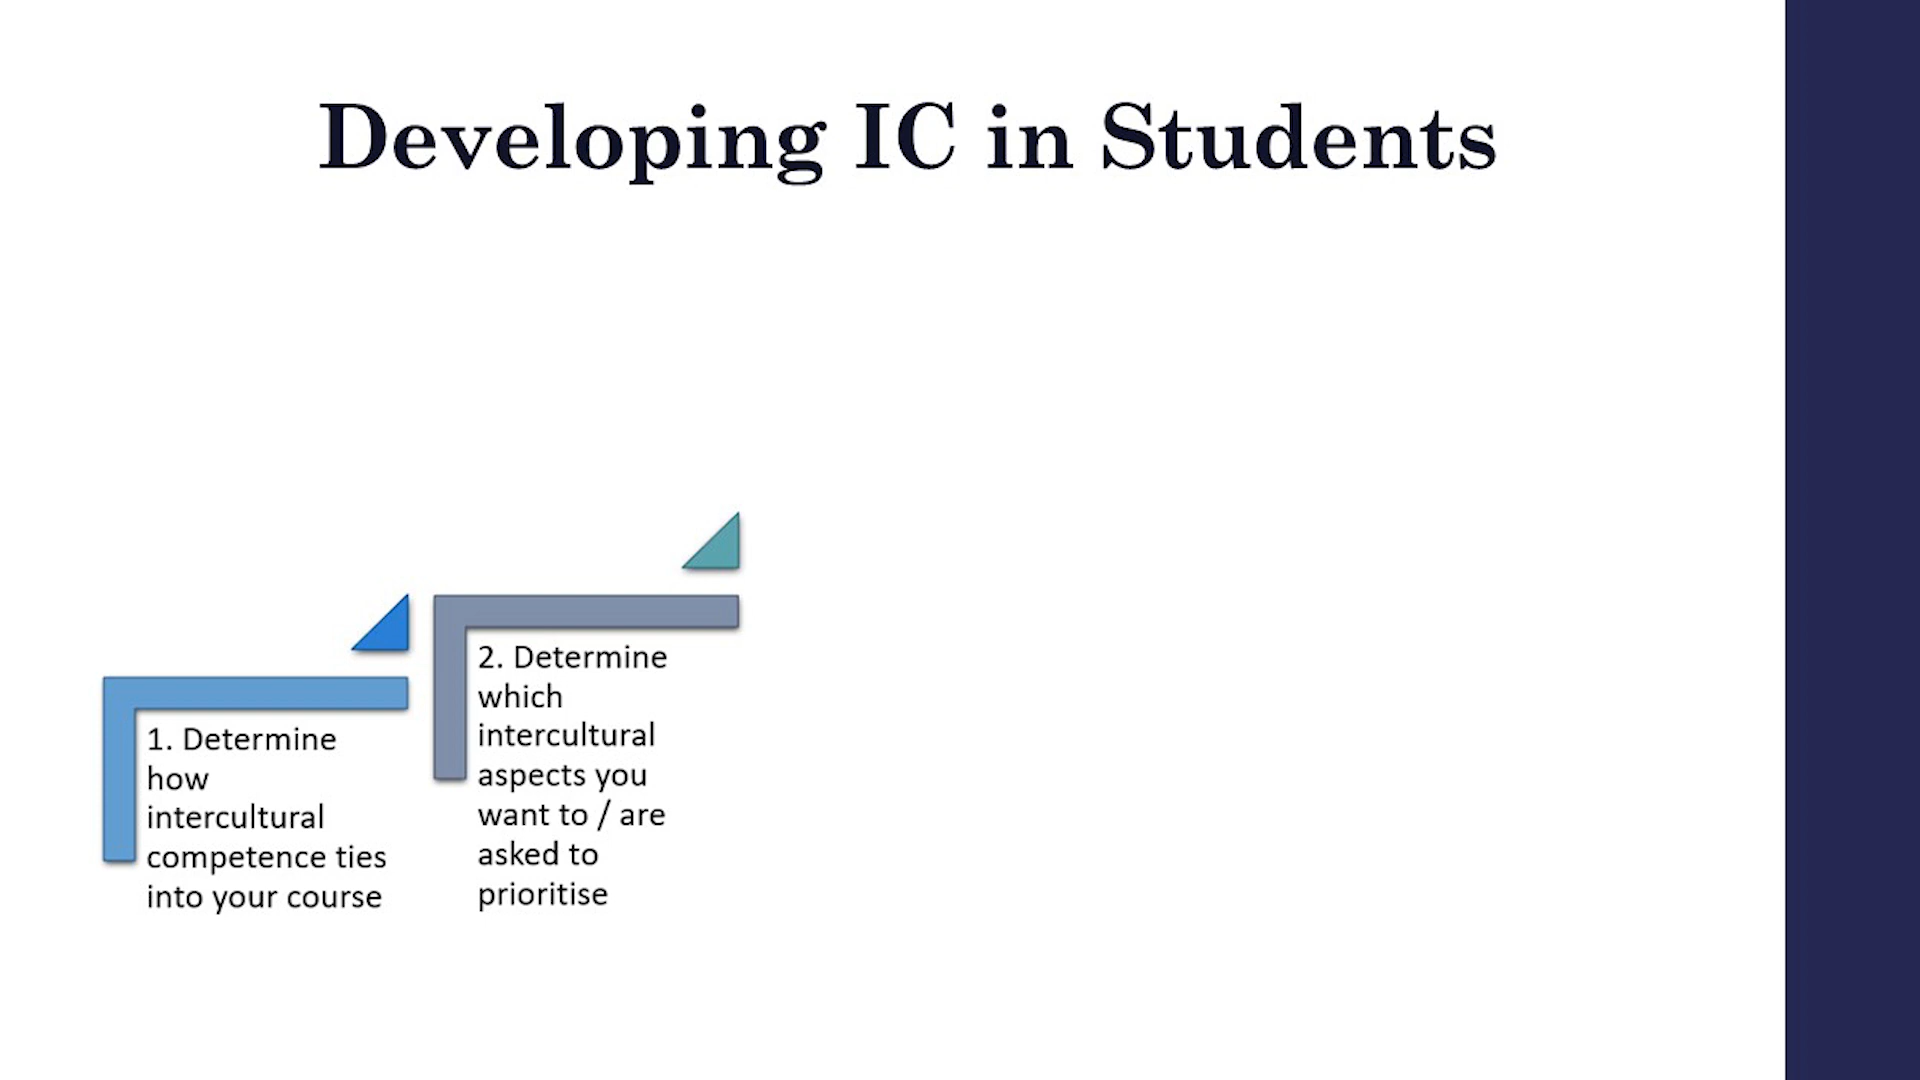 Developing IC in Students
1. Determine
how
intercultural
competence ties
into your course
2. Determine
which
intercultural
aspects you
want to / are
asked to
prioritise